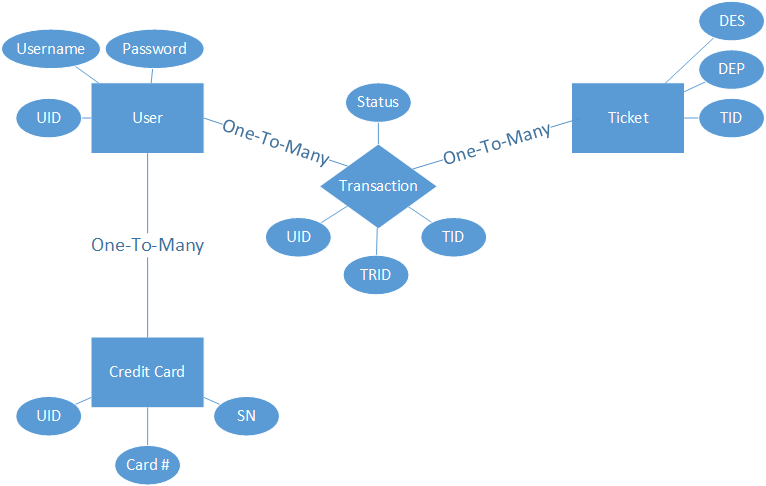 DES
Username
Password
DEP
Status
UID
User
Ticket
TID
One-To-Many
One-To-Many
Transaction
UID
TID
One-To-Many
TRID
Credit Card
UID
SN
Card #